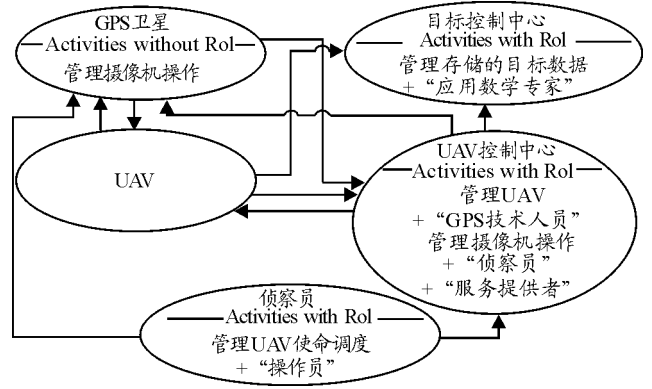 GPS卫星
Activities without Rol
管理摄像机操作
目标控制中心
Activities with Rol
管理存储的目标数据
+“应用数学专家”
UAV
UAV控制中心
Activities with Rol
管理UAV
+“GPS技术人员”
管理摄像机操作
+“侦察员”
+“服务提供者”
侦察员
Activities with Rol
管理UAV使命调度
+“操作员”